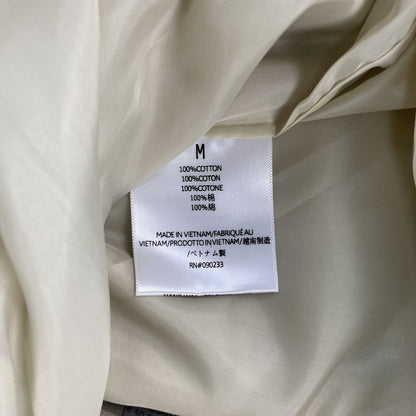 M
100%COTTON
100%COTON
100%COTONE
100%棉
100%綿
MADE IN VIETNAM/FABRIQUÉ AU
VIETNAM/PRODOTTO IN VIETNAM/越南制造
/ベトナム製
RN#090233